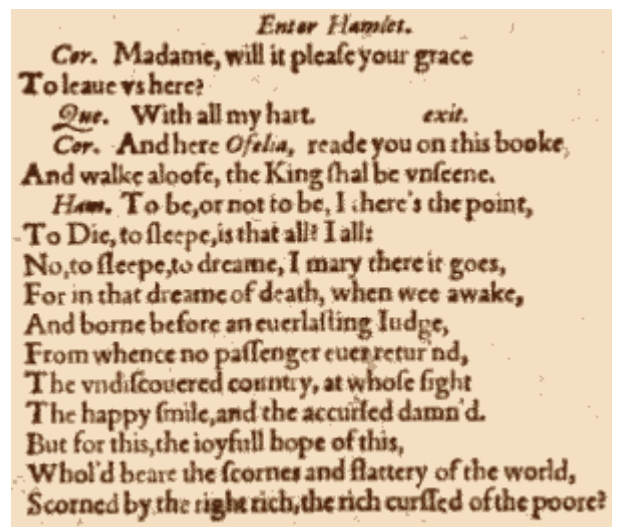 Enter Hamlet.
Cor. Madame, will it pleaſe your grace
To leaue vs here?
Que. With all my hart. exit.
Cor. And here Ofelia, reade you on this booke,
And walke aloofe, the King ſhal be vnſeene.
Ham. To be, or not to be, I there's the point,
To Die, to ſleepe, is that all? I all:
No, to ſleepe, to dreame, I mary there it goes,
For in that dreame of death, when wee awake,
And borne before an euerlaſting Iudge,
From whence no paſſenger euer retur'nd,
The vndiſcouered country, at whoſe ſight
The happy ſmile, and the accurſed damn'd.
But for this, the ioyfull hope of this,
Whol'd beare the ſcornes and flattery of the world,
Scorned by the right rich, the rich curſſed of the poore?